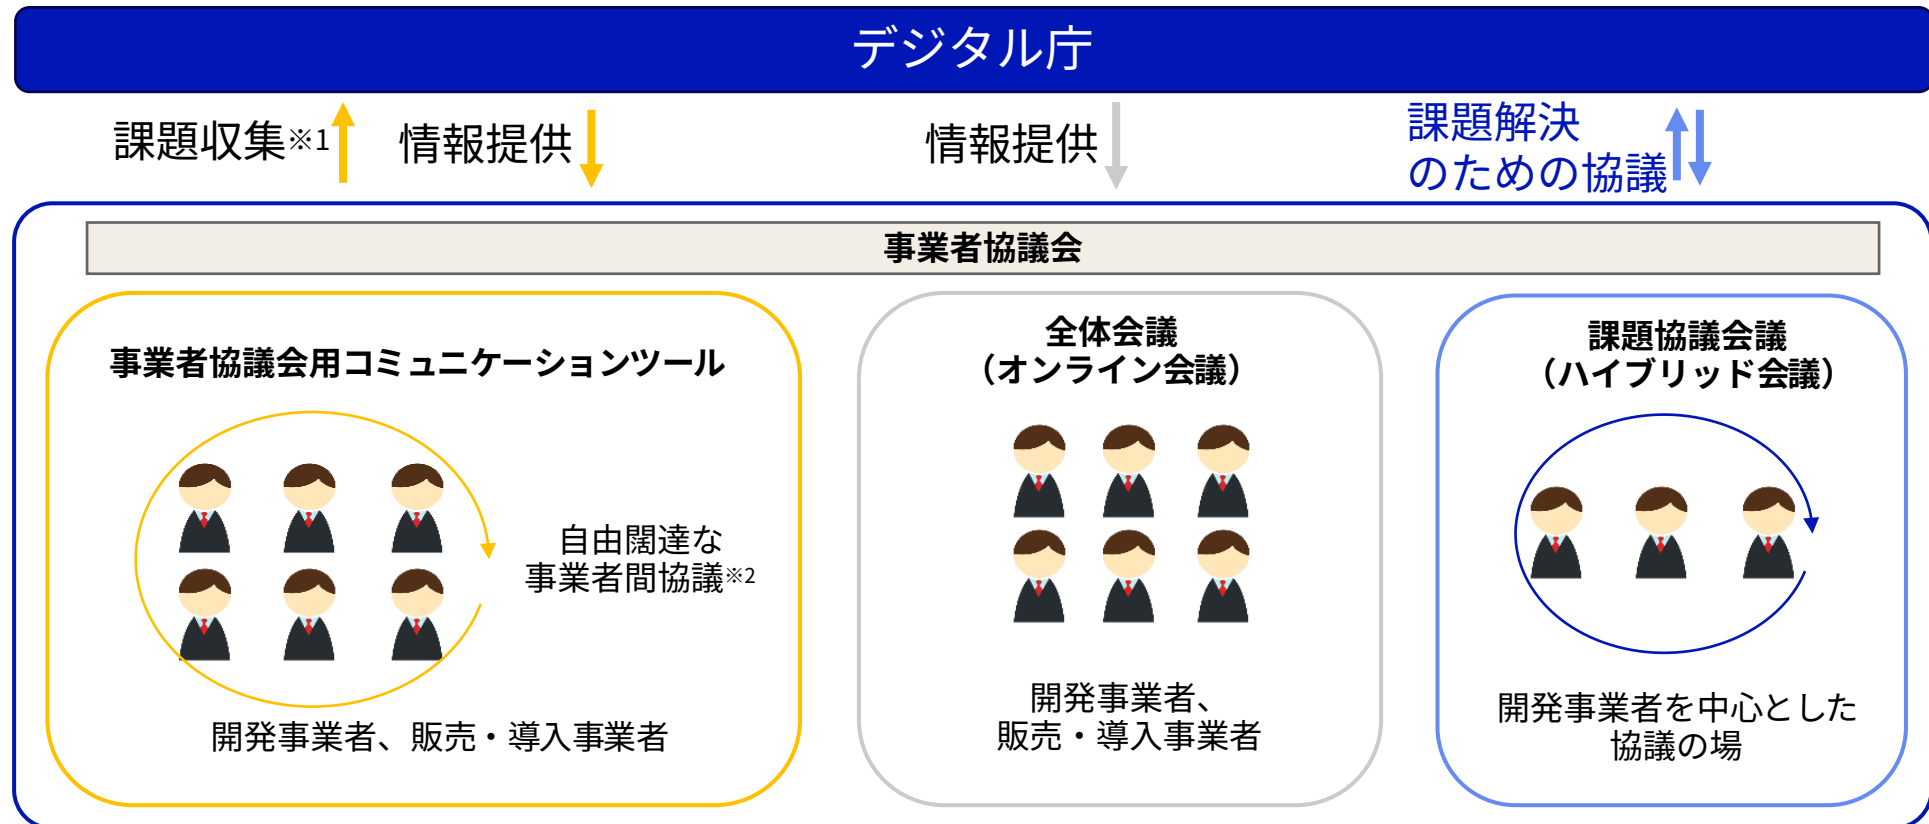 デジタル庁
課題収集※1
情報提供
情報提供
課題解決
のための協議
事業者協議会
事業者協議会用コミュニケーションツール
自由闊達な
事業者間協議※2
開発事業者、販売・導入事業者
全体会議
（オンライン会議）
開発事業者、
販売・導入事業者
課題協議会議
（ハイブリッド会議）
開発事業者を中心とした
協議の場